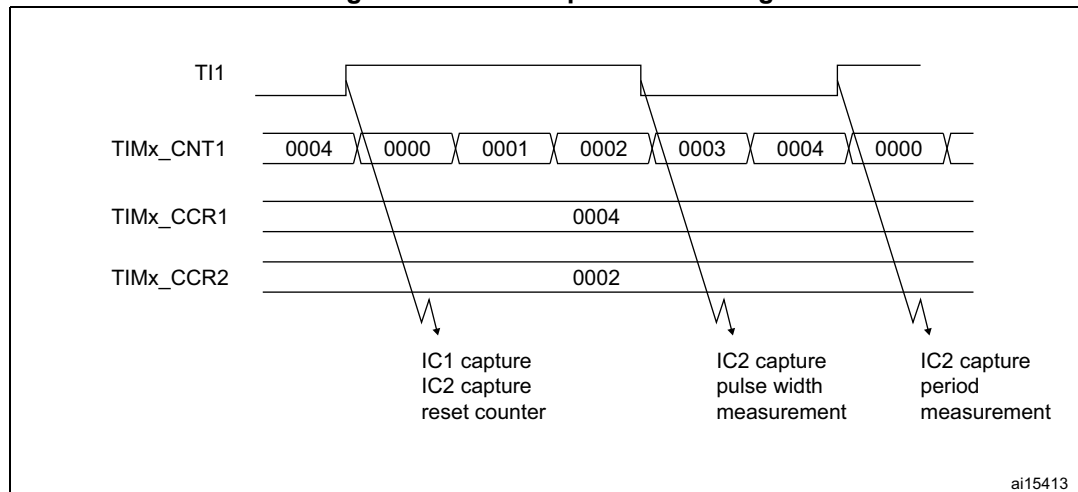 TI1
TIMx_CNT1 0004 0000 0001 0002 0003 0004 0000
TIMx_CCR1 0004
TIMx_CCR2 0002
IC1 capture
IC2 capture
reset counter
IC2 capture
pulse width
measurement
IC2 capture
period
measurement
ai15413